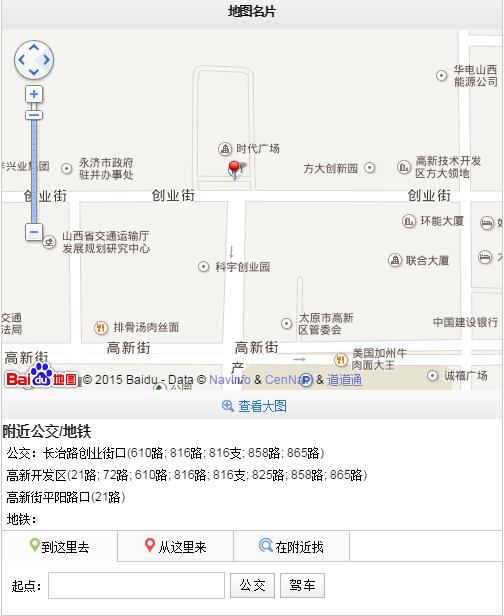 地图名片
华电山西
能源公司
时代广场
丰兴业集团
永济市政府
驻并办事处
方大创新园
高新技术开发
区方大领地
创业街
创业街
创业街
环能大厦
山西省交通运输厅
发展规划研究中心
联合大厦
科宇创业园
交通
法局
排骨汤肉丝面
太原市高新
区管委会
中国建设银行
高新街
高新街
高新街
美国加州牛
肉面大王
产
诚禧广场
Bai du 地图 © 2015 Baidu - Data © NavInfo & CenNa & 道道通
查看大图
附近公交/地铁
公交：长治路创业街口(610路; 816路; 816支; 858路; 865路)
高新开发区(21路; 72路; 610路; 816路; 816支; 825路; 858路; 865路)
高新街平阳路口(21路)
地铁：
到这里去 从这里来 在附近找
起点： 公交 驾车